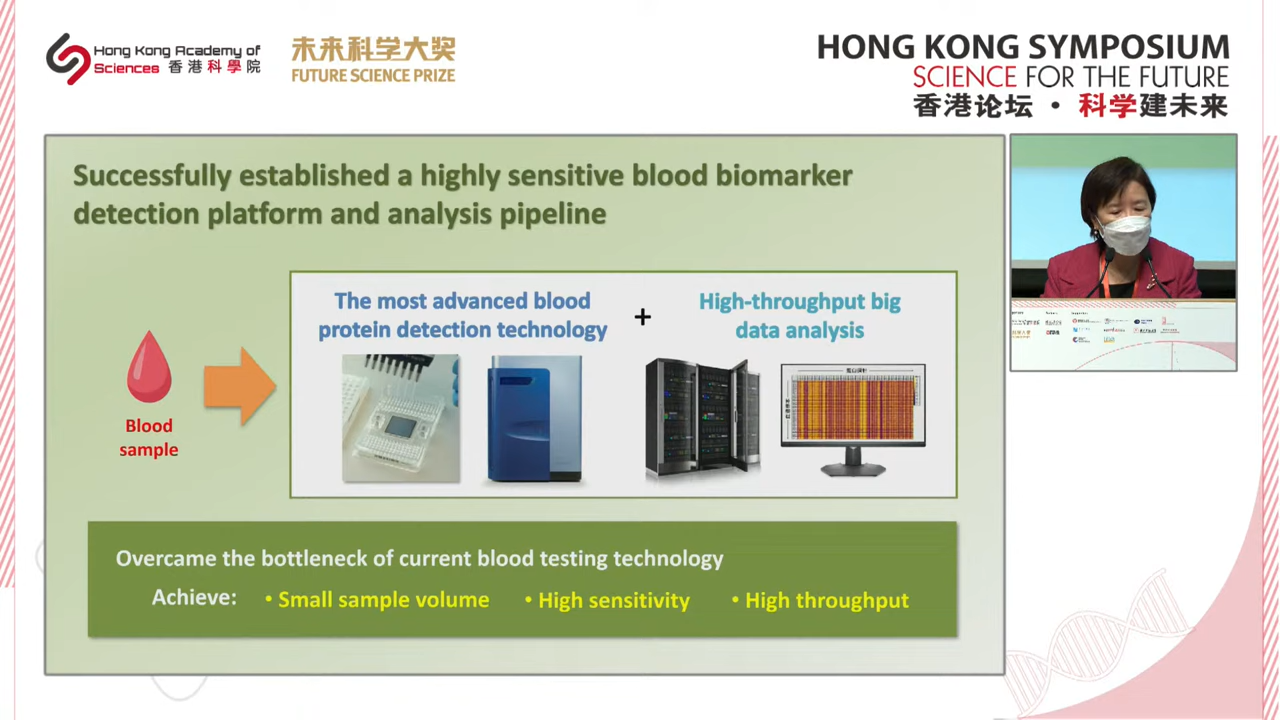 Hong Kong Academy of
Sciences 香港科學院
未来科学大奖
FUTURE SCIENCE PRIZE
HONG KONG SYMPOSIUM
SCIENCE FOR THE FUTURE
香港论坛 · 科学建未来
Successfully established a highly sensitive blood biomarker
detection platform and analysis pipeline
The most advanced blood
protein detection technology
+
High-throughput big
data analysis
Blood
sample
Overcame the bottleneck of current blood testing technology
Achieve:
• Small sample volume
• High sensitivity
• High throughput